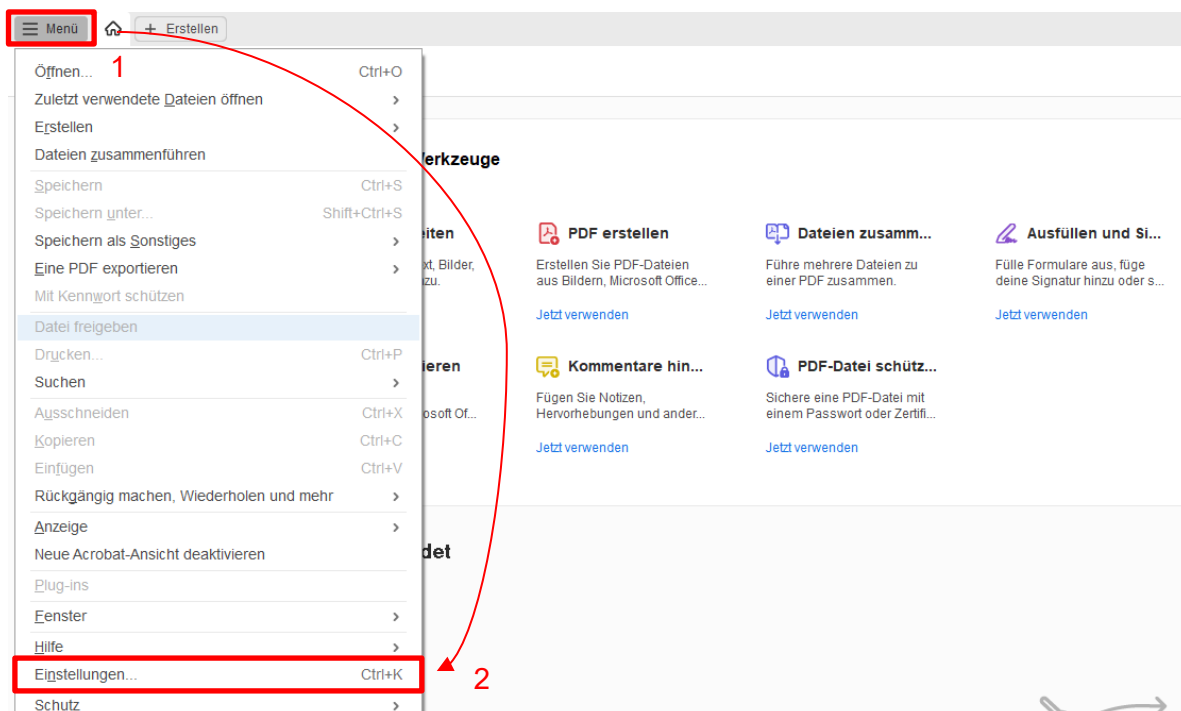 Menü
+ Erstellen
1
Öffnen... Ctrl+O
Zuletzt verwendete Dateien öffnen
Erstellen
Dateien zusammenführen
Speichern Ctrl+S
Speichern unter... Shift+Ctrl+S
Speichern als Sonstiges
Eine PDF exportieren
Mit Kennwort schützen
Datei freigeben
Drucken... Ctrl+P
Suchen
Ausschneiden Ctrl+X
Kopieren Ctrl+C
Einfügen Ctrl+V
Rückgängig machen, Wiederholen und mehr
Anzeige
Neue Acrobat-Ansicht deaktivieren
Plug-ins
Fenster
Hilfe
Einstellungen... Ctrl+K
2
Schutz
erkzeuge
eiten
xt, Bilder,
zu.
PDF erstellen
Erstellen Sie PDF-Dateien
aus Bildern, Microsoft Office...
Jetzt verwenden
Dateien zusamm...
Führe mehrere Dateien zu
einer PDF zusammen.
Jetzt verwenden
Ausfüllen und Si...
Fülle Formulare aus, füge
deine Signatur hinzu oder s...
Jetzt verwenden
ieren
osoft Of...
Kommentare hin...
Fügen Sie Notizen,
Hervorhebungen und ander...
Jetzt verwenden
PDF-Datei schütz...
Sichere eine PDF-Datei mit
einem Passwort oder Zertifi...
Jetzt verwenden
det